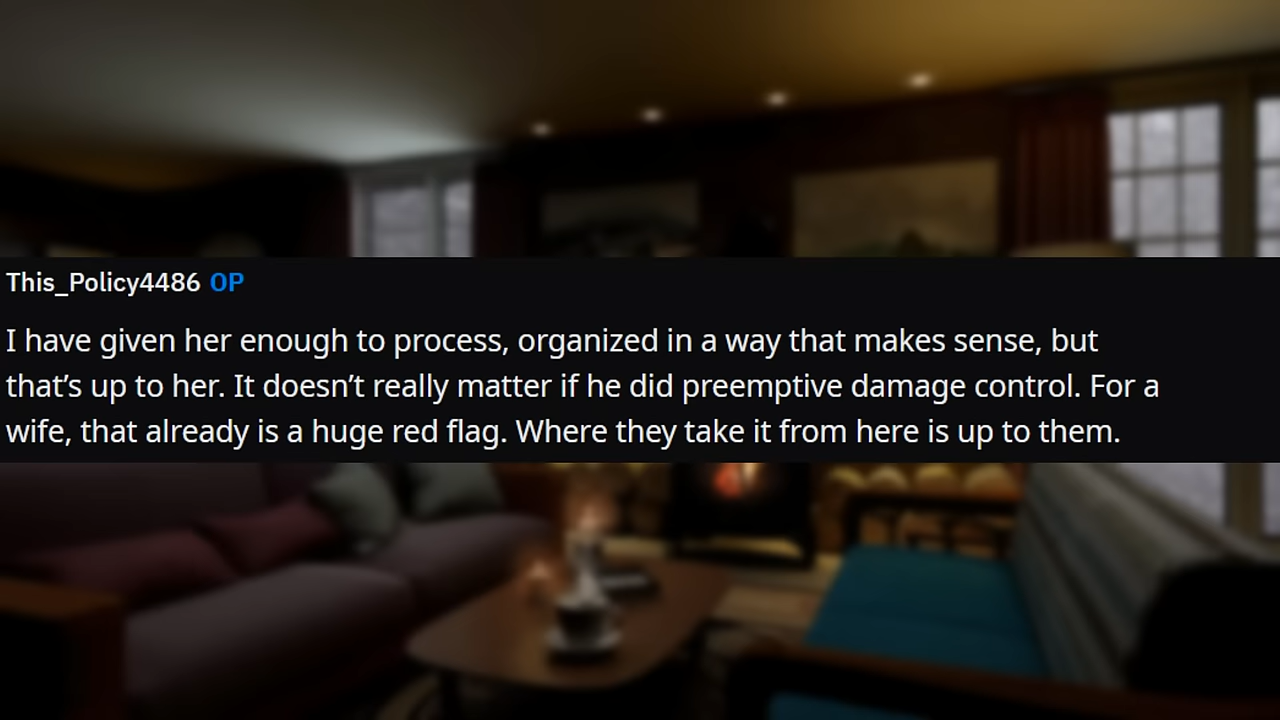 This_Policy4486 OP
I have given her enough to process, organized in a way that makes sense, but
that’s up to her. It doesn’t really matter if he did preemptive damage control. For a
wife, that already is a huge red flag. Where they take it from here is up to them.